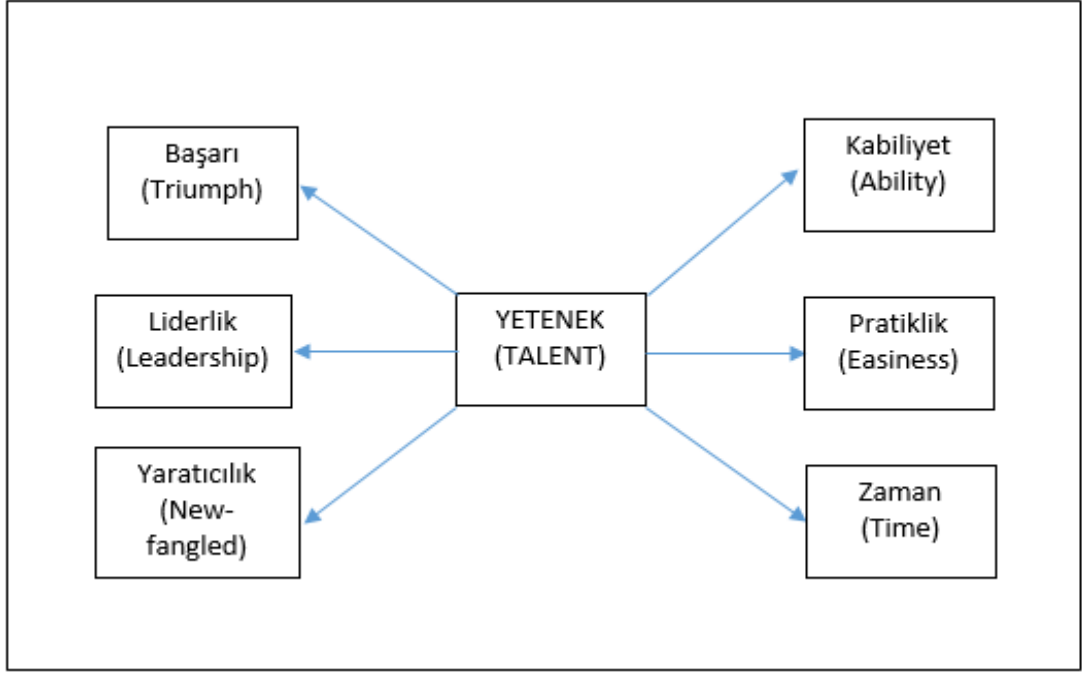 Başarı
(Triumph)
Kabiliyet
(Ability)
Liderlik
(Leadership)
YETENEK
(TALENT)
Pratiklik
(Easiness)
Yaratıcılık
(New-
fangled)
Zaman
(Time)